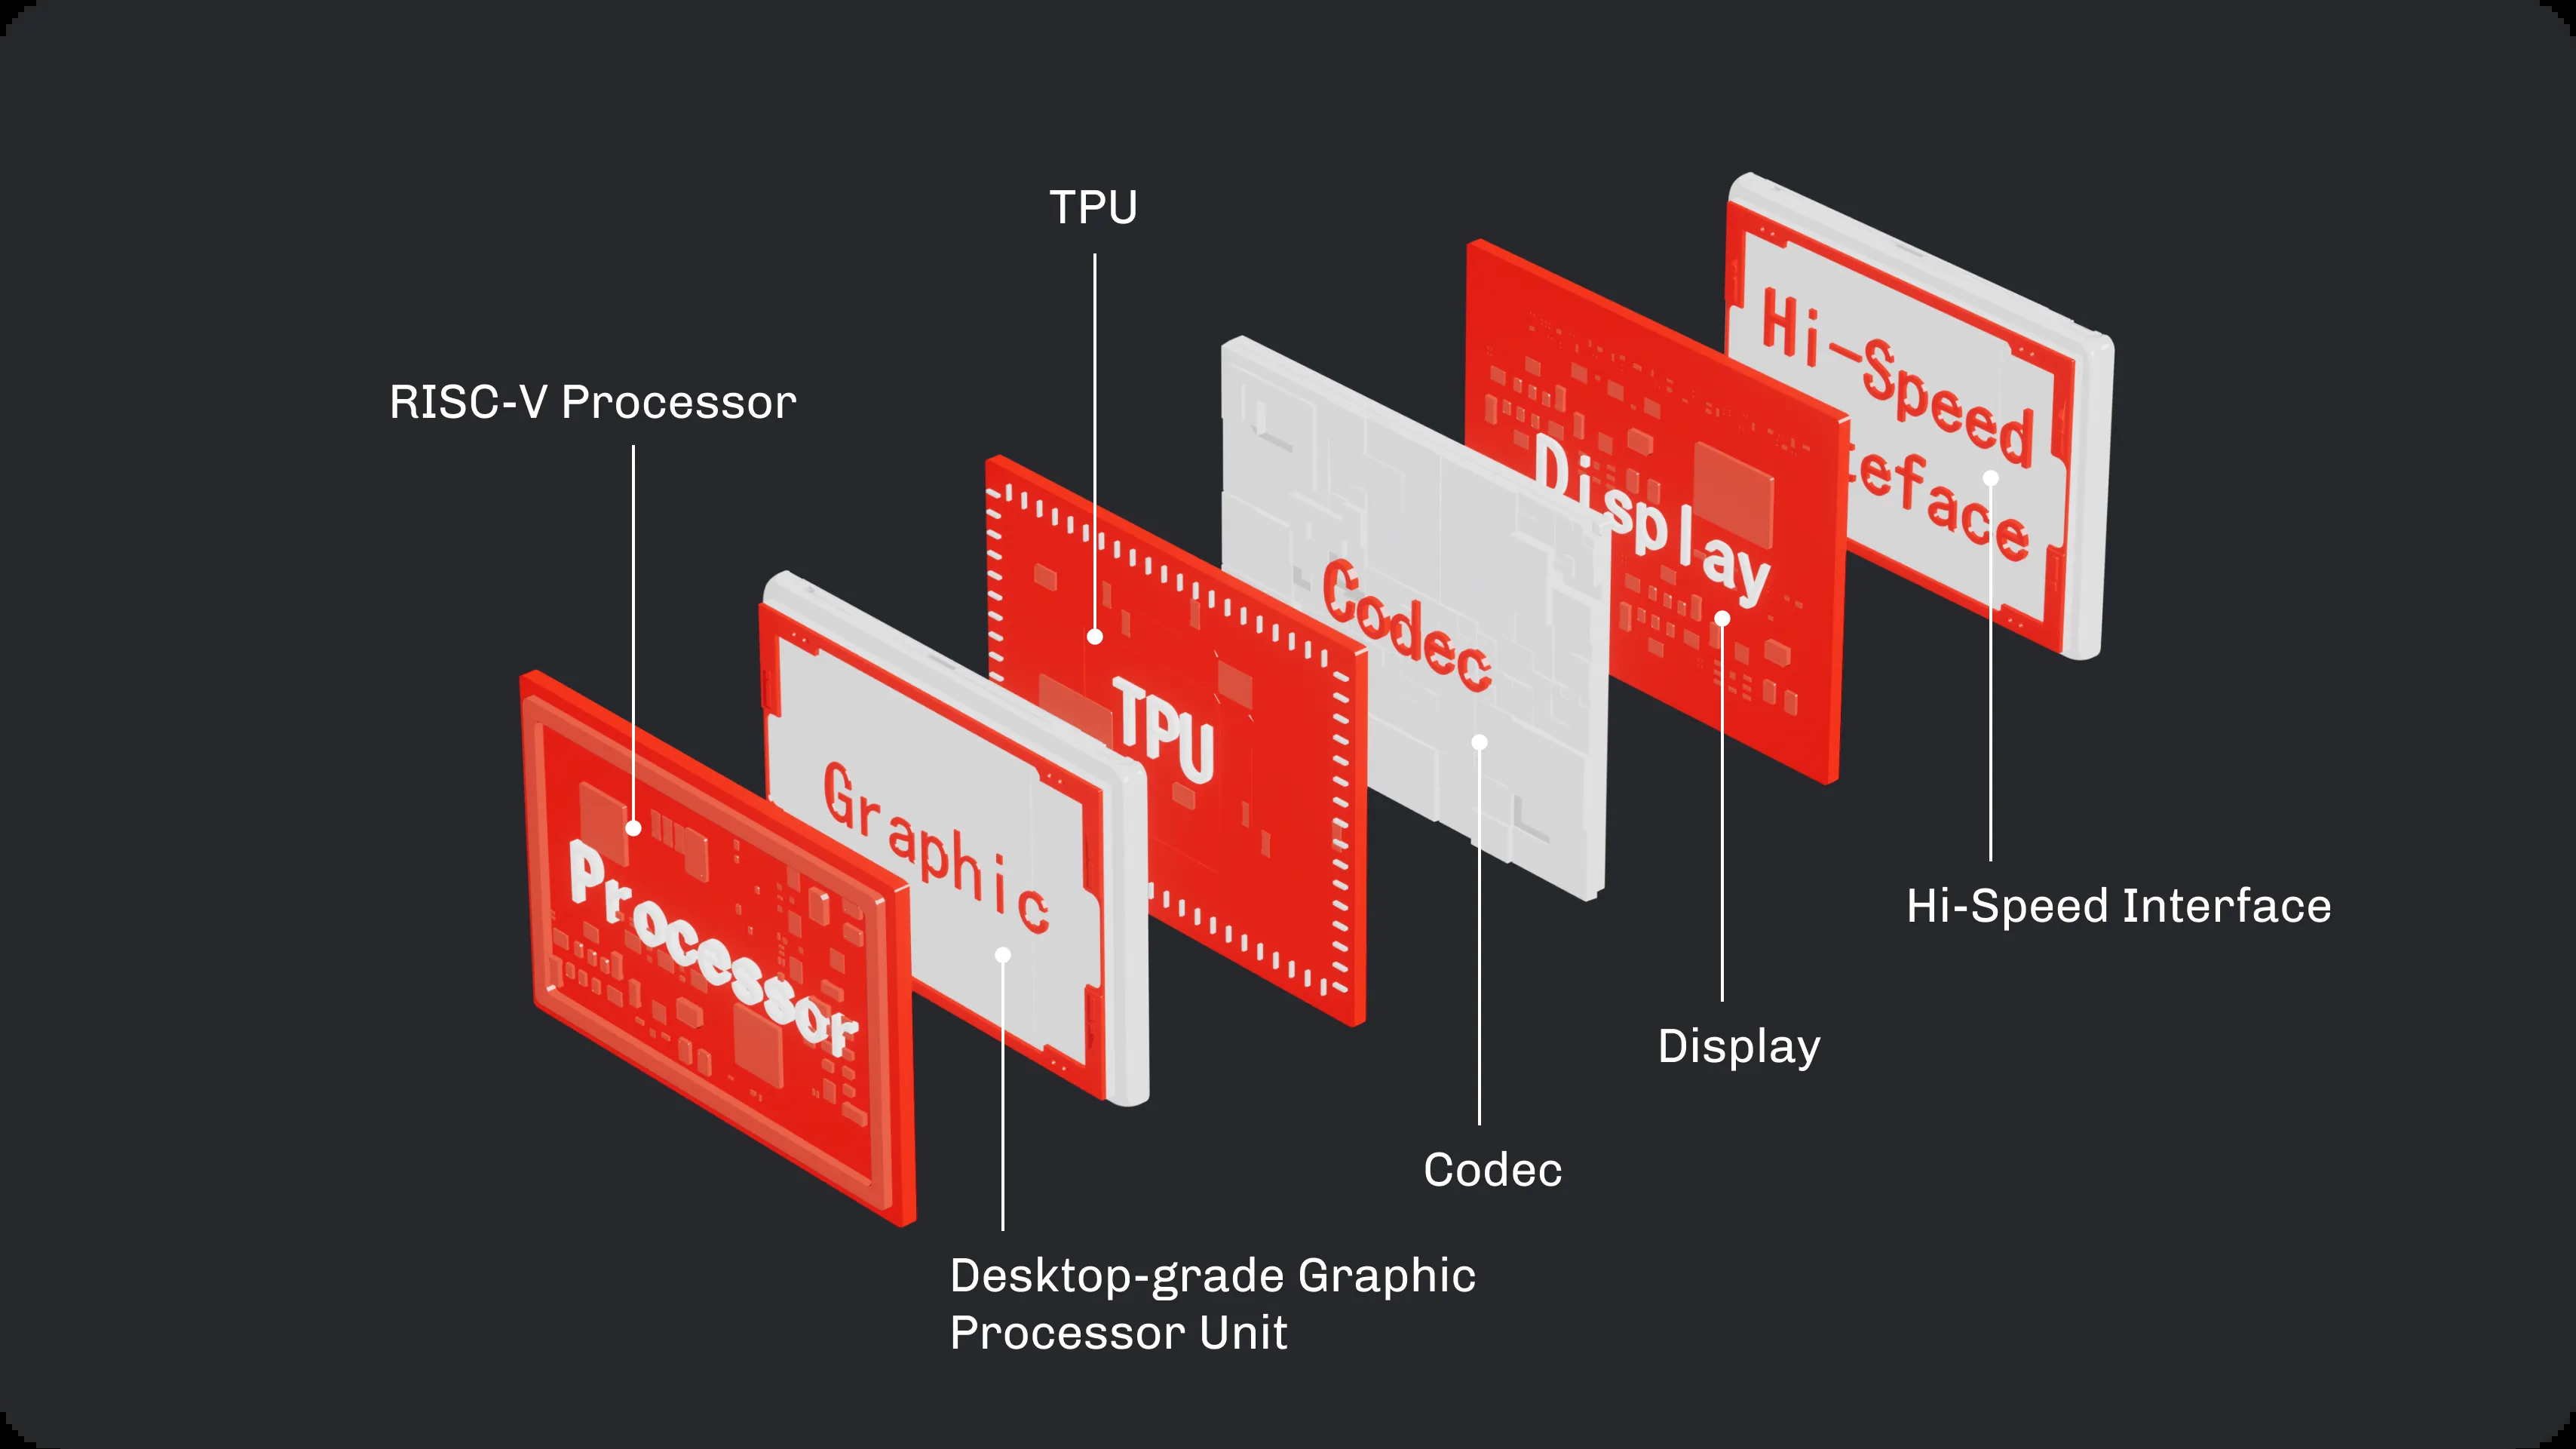 TPU
RISC-V Processor
Hi-Speed
teface
Display
Codec
TPU
Graphic
Processor
Hi-Speed Interface
Display
Codec
Desktop-grade Graphic
Processor Unit